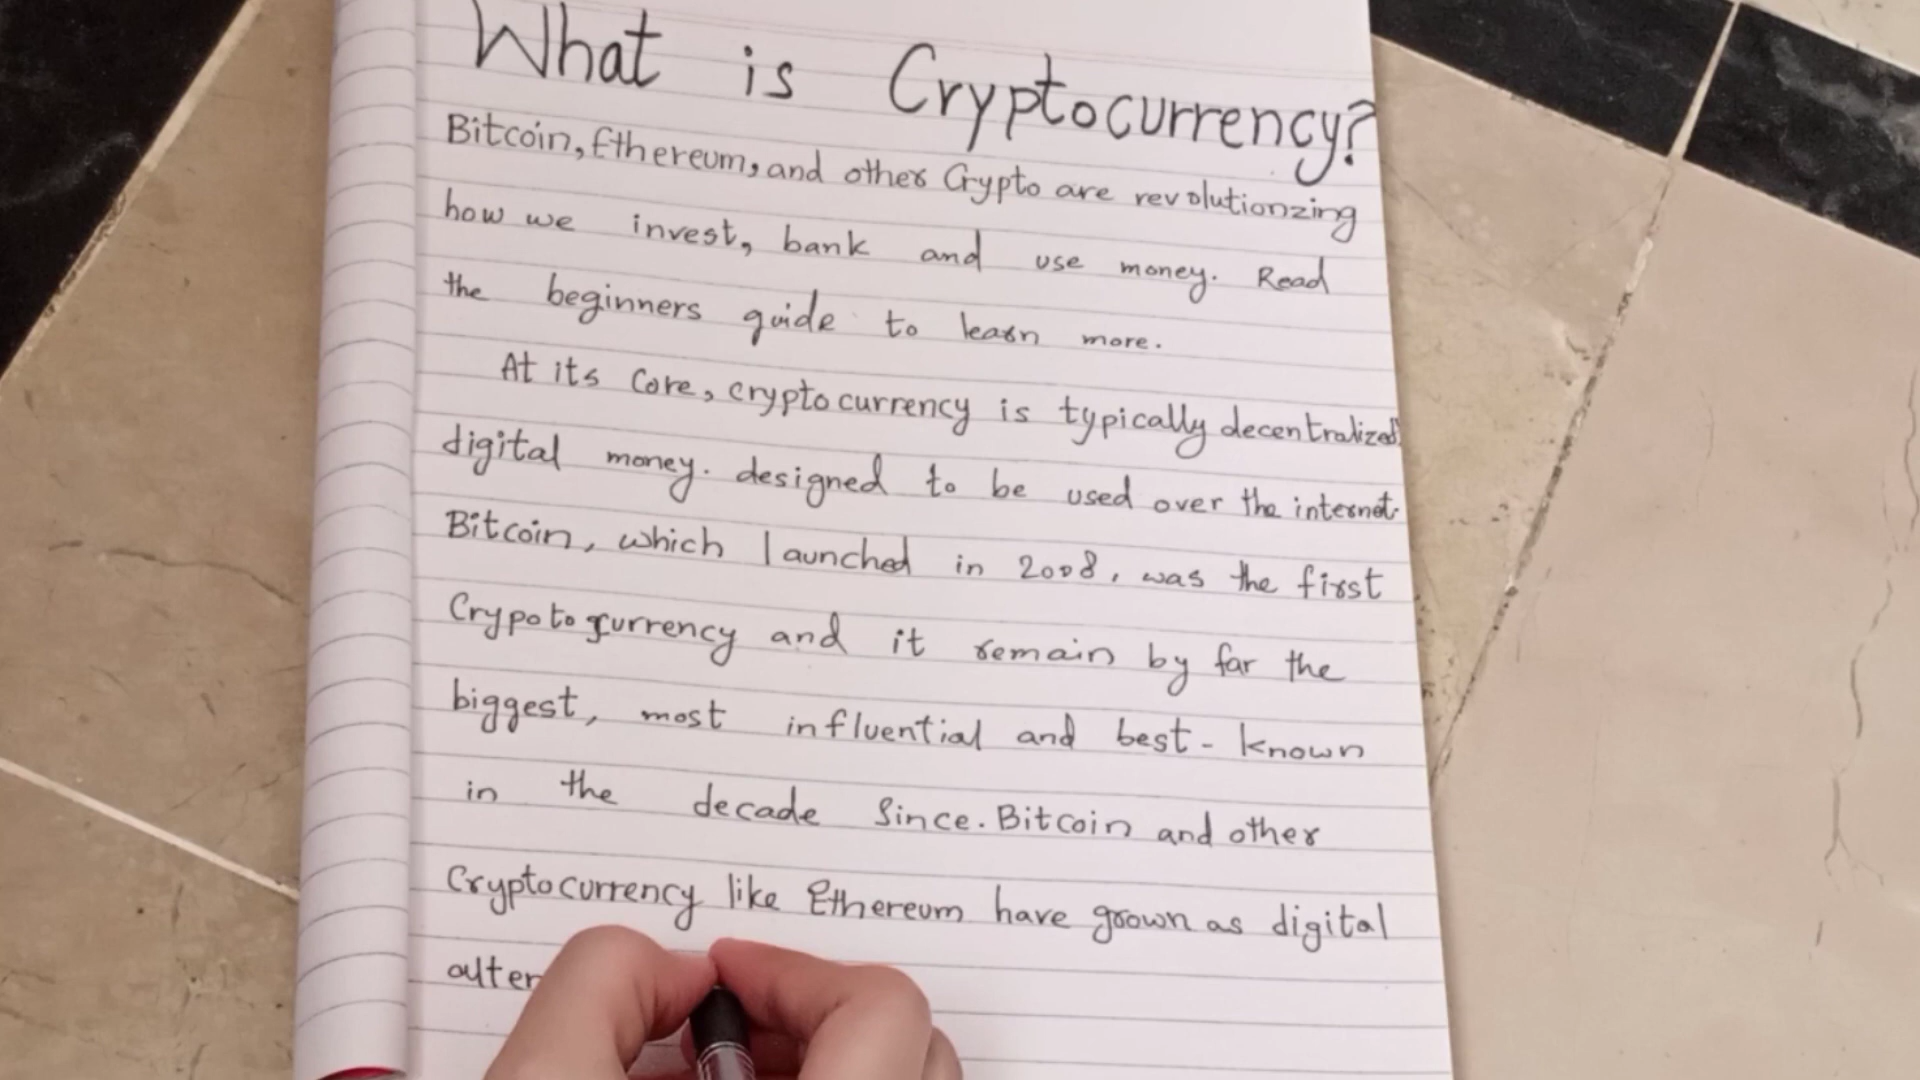 What is Cryptocurrency?
Bitcoin, Ethereum, and other Crypto are revolutionzing
how we invest, bank and use money. Read
the beginners guide to learn more.
At its Core, cryptocurrency is typically decentralized
digital money. designed to be used over the internet.
Bitcoin, which launched in 2008, was the first
Crypotocurrency and it remain by far the
biggest, most influential and best - known
in the decade Since. Bitcoin and other
Cryptocurrency like Ethereum have grown as digital
alter